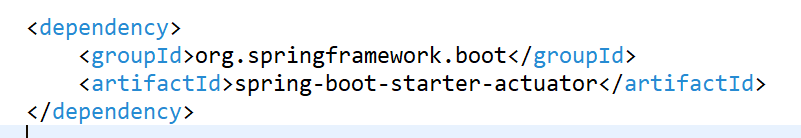 <dependency>
    <groupId>org.springframework.boot</groupId>
    <artifactId>spring-boot-starter-actuator</artifactId>
</dependency>